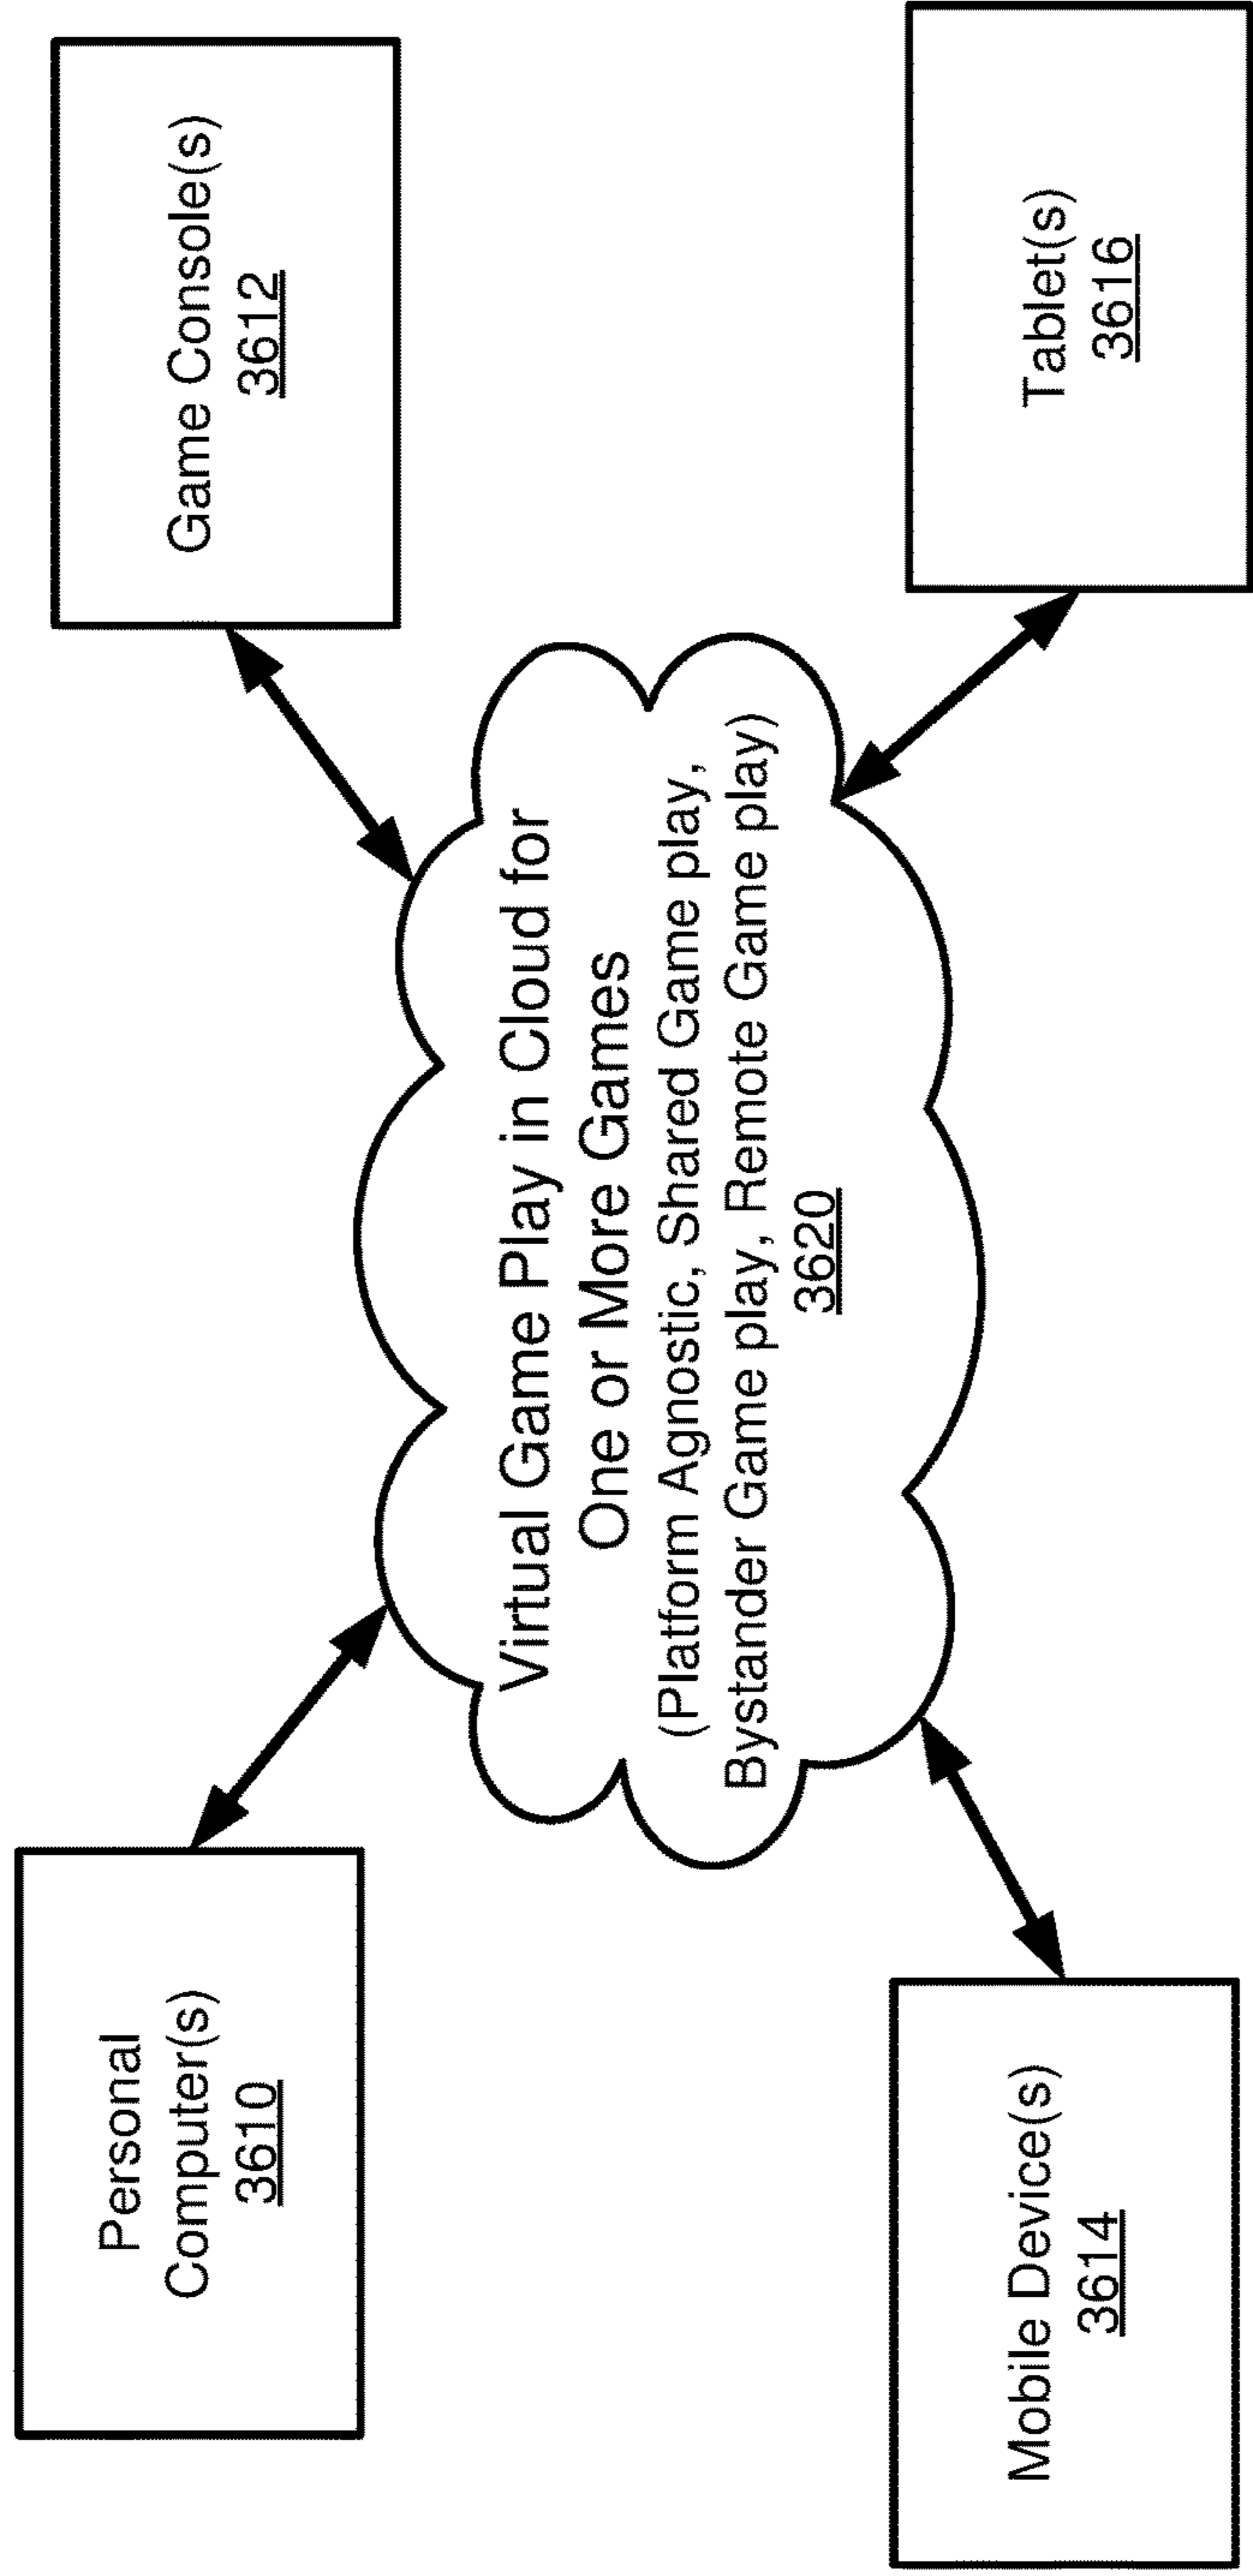 Personal
Computer(s)
3610
Game Console(s)
3612
Virtual Game Play in Cloud for
One or More Games
(Platform Agnostic, Shared Game play,
Bystander Game play, Remote Game play)
3620
Mobile Device(s)
3614
Tablet(s)
3616